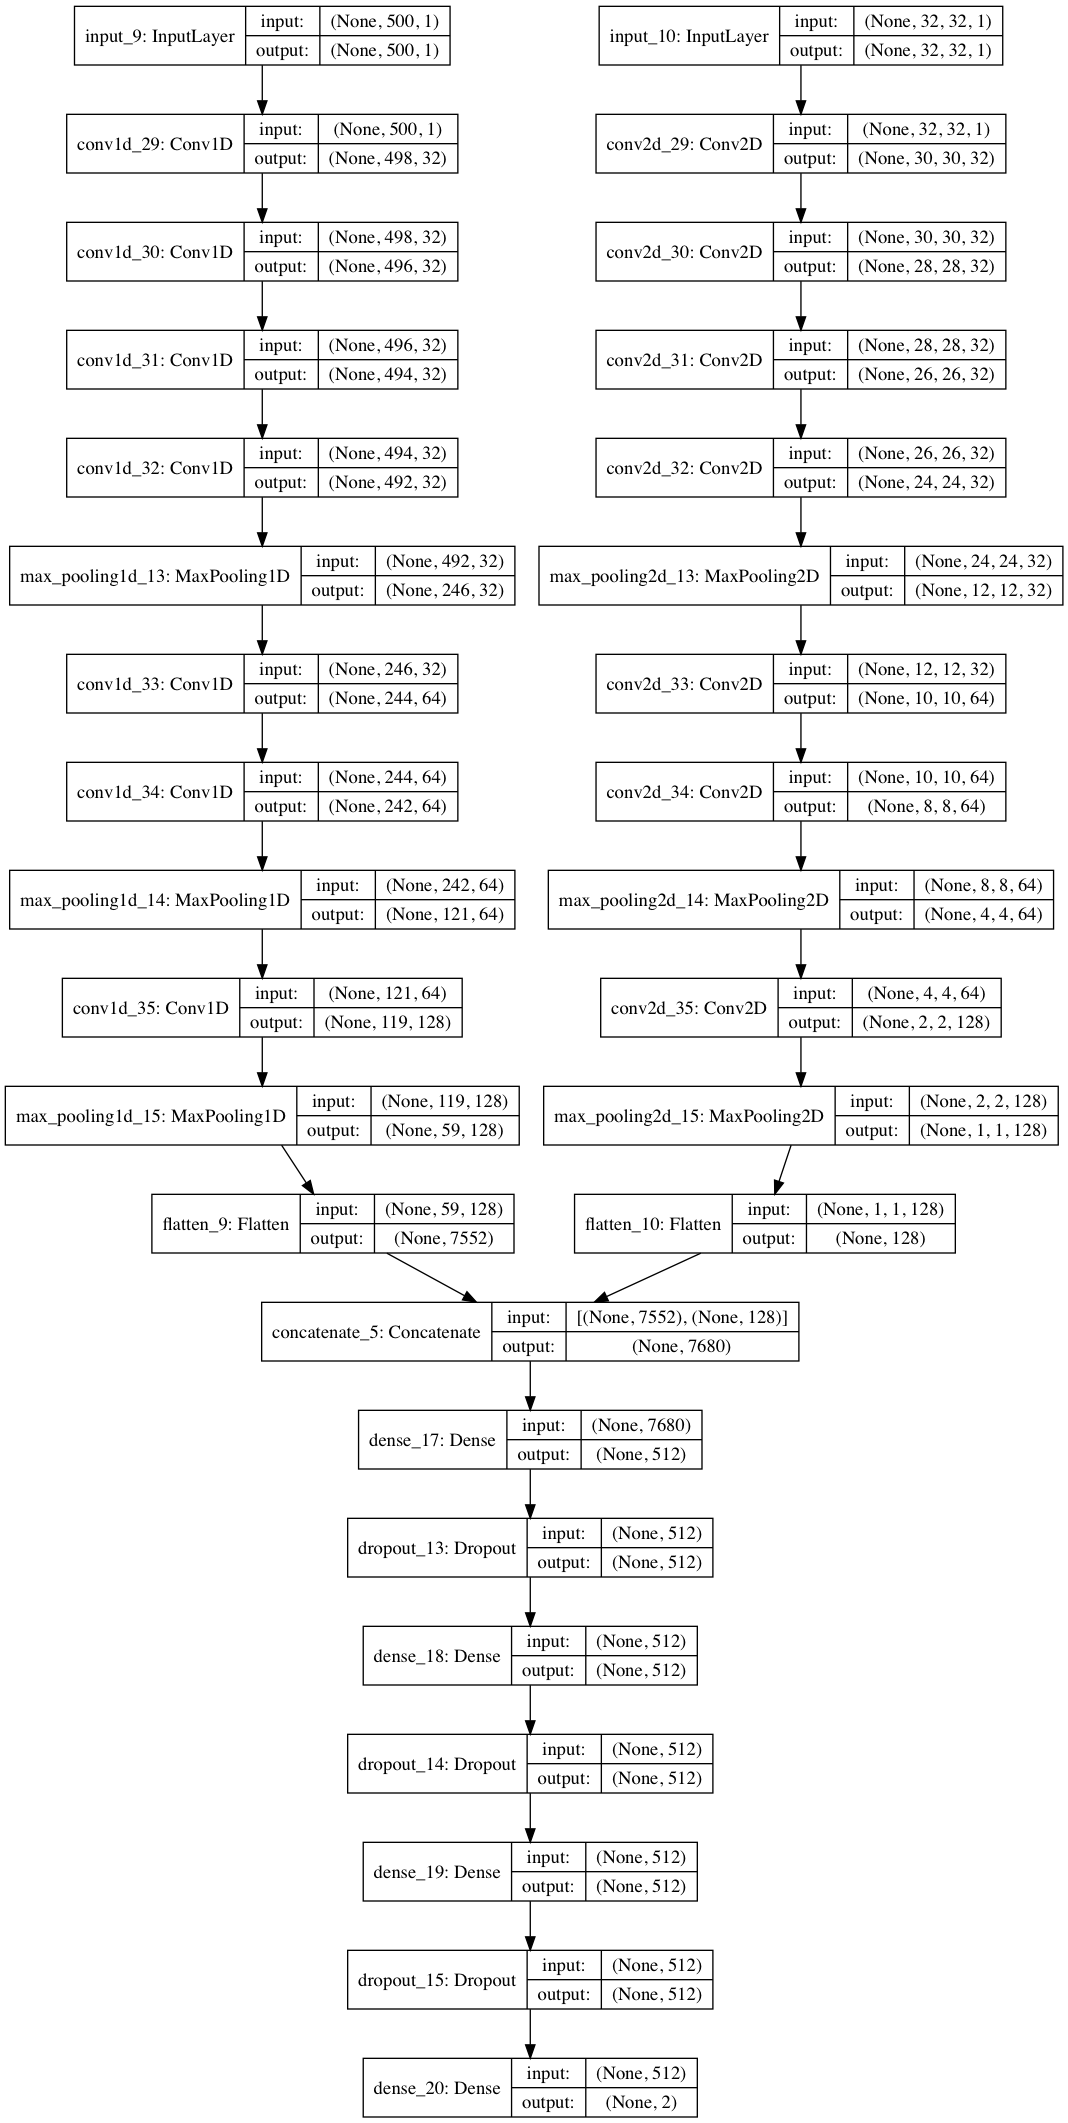 input_9: InputLayer
input: (None, 500, 1)
output: (None, 500, 1)
conv1d_29: Conv1D
input: (None, 500, 1)
output: (None, 498, 32)
conv1d_30: Conv1D
input: (None, 498, 32)
output: (None, 496, 32)
conv1d_31: Conv1D
input: (None, 496, 32)
output: (None, 494, 32)
conv1d_32: Conv1D
input: (None, 494, 32)
output: (None, 492, 32)
max_pooling1d_13: MaxPooling1D
input: (None, 492, 32)
output: (None, 246, 32)
conv1d_33: Conv1D
input: (None, 246, 32)
output: (None, 244, 64)
conv1d_34: Conv1D
input: (None, 244, 64)
output: (None, 242, 64)
max_pooling1d_14: MaxPooling1D
input: (None, 242, 64)
output: (None, 121, 64)
conv1d_35: Conv1D
input: (None, 121, 64)
output: (None, 119, 128)
max_pooling1d_15: MaxPooling1D
input: (None, 119, 128)
output: (None, 59, 128)
flatten_9: Flatten
input: (None, 59, 128)
output: (None, 7552)
input_10: InputLayer
input: (None, 32, 32, 1)
output: (None, 32, 32, 1)
conv2d_29: Conv2D
input: (None, 32, 32, 1)
output: (None, 30, 30, 32)
conv2d_30: Conv2D
input: (None, 30, 30, 32)
output: (None, 28, 28, 32)
conv2d_31: Conv2D
input: (None, 28, 28, 32)
output: (None, 26, 26, 32)
conv2d_32: Conv2D
input: (None, 26, 26, 32)
output: (None, 24, 24, 32)
max_pooling2d_13: MaxPooling2D
input: (None, 24, 24, 32)
output: (None, 12, 12, 32)
conv2d_33: Conv2D
input: (None, 12, 12, 32)
output: (None, 10, 10, 64)
conv2d_34: Conv2D
input: (None, 10, 10, 64)
output: (None, 8, 8, 64)
max_pooling2d_14: MaxPooling2D
input: (None, 8, 8, 64)
output: (None, 4, 4, 64)
conv2d_35: Conv2D
input: (None, 4, 4, 64)
output: (None, 2, 2, 128)
max_pooling2d_15: MaxPooling2D
input: (None, 2, 2, 128)
output: (None, 1, 1, 128)
flatten_10: Flatten
input: (None, 1, 1, 128)
output: (None, 128)
concatenate_5: Concatenate
input: [(None, 7552), (None, 128)]
output: (None, 7680)
dense_17: Dense
input: (None, 7680)
output: (None, 512)
dropout_13: Dropout
input: (None, 512)
output: (None, 512)
dense_18: Dense
input: (None, 512)
output: (None, 512)
dropout_14: Dropout
input: (None, 512)
output: (None, 512)
dense_19: Dense
input: (None, 512)
output: (None, 512)
dropout_15: Dropout
input: (None, 512)
output: (None, 512)
dense_20: Dense
input: (None, 512)
output: (None, 2)